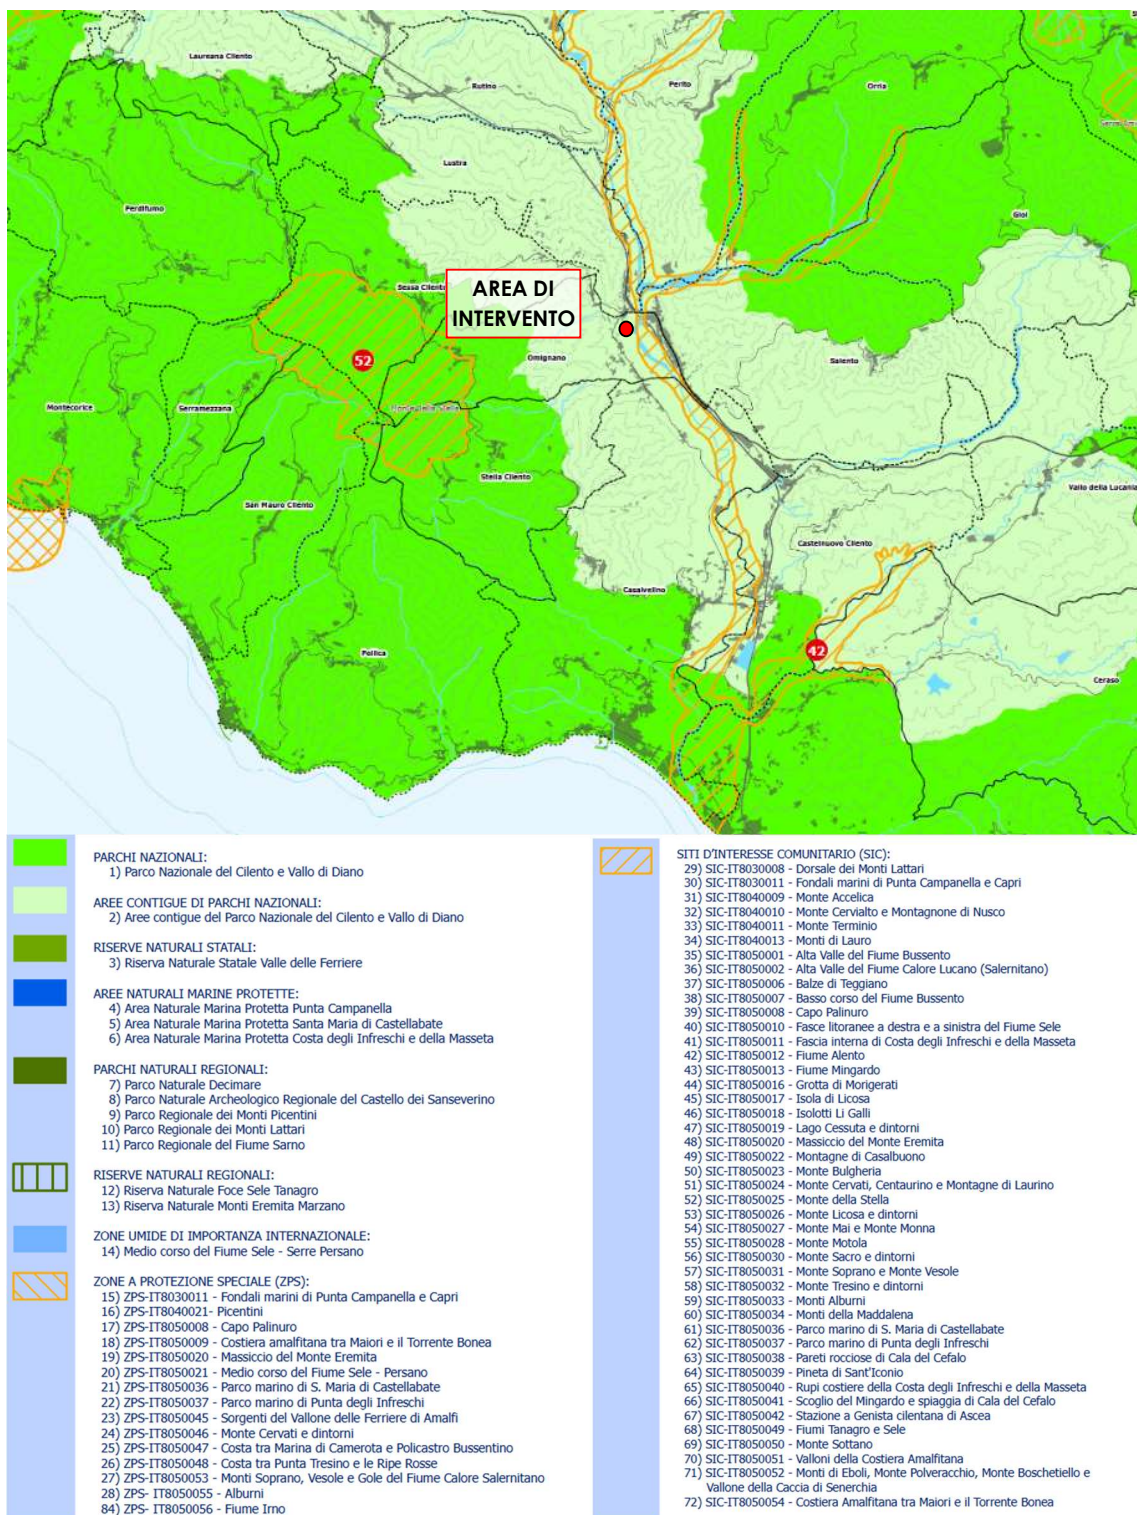 Laureana Cilento
Rutino
Perito
Orria
Lustra
Perdifumo
Gioi
Sessa Cilento
AREA DI
INTERVENTO
Omignano
Salento
52
Montecorice
Serramezzana
Monte della Stella
Stella Cilento
Vallo della Lucania
San Mauro Cilento
Castelnuovo Cilento
Casalvelino
Pollica
42
Ceraso
PARCHI NAZIONALI:
1) Parco Nazionale del Cilento e Vallo di Diano
AREE CONTIGUE DI PARCHI NAZIONALI:
2) Aree contigue del Parco Nazionale del Cilento e Vallo di Diano
RISERVE NATURALI STATALI:
3) Riserva Naturale Statale Valle delle Ferriere
AREE NATURALI MARINE PROTETTE:
4) Area Naturale Marina Protetta Punta Campanella
5) Area Naturale Marina Protetta Santa Maria di Castellabate
6) Area Naturale Marina Protetta Costa degli Infreschi e della Masseta
PARCHI NATURALI REGIONALI:
7) Parco Naturale Decimare
8) Parco Naturale Archeologico Regionale del Castello dei Sanseverino
9) Parco Regionale dei Monti Picentini
10) Parco Regionale dei Monti Lattari
11) Parco Regionale del Fiume Sarno
RISERVE NATURALI REGIONALI:
12) Riserva Naturale Foce Sele Tanagro
13) Riserva Naturale Monti Eremita Marzano
ZONE UMIDE DI IMPORTANZA INTERNAZIONALE:
14) Medio corso del Fiume Sele - Serre Persano
ZONE A PROTEZIONE SPECIALE (ZPS):
15) ZPS-IT8030011 - Fondali marini di Punta Campanella e Capri
16) ZPS-IT8040021- Picentini
17) ZPS-IT8050008 - Capo Palinuro
18) ZPS-IT8050009 - Costiera amalfitana tra Maiori e il Torrente Bonea
19) ZPS-IT8050020 - Massiccio del Monte Eremita
20) ZPS-IT8050021 - Medio corso del Fiume Sele - Persano
21) ZPS-IT8050036 - Parco marino di S. Maria di Castellabate
22) ZPS-IT8050037 - Parco marino di Punta degli Infreschi
23) ZPS-IT8050045 - Sorgenti del Vallone delle Ferriere di Amalfi
24) ZPS-IT8050046 - Monte Cervati e dintorni
25) ZPS-IT8050047 - Costa tra Marina di Camerota e Policastro Bussentino
26) ZPS-IT8050048 - Costa tra Punta Tresino e le Ripe Rosse
27) ZPS-IT8050053 - Monti Soprano, Vesole e Gole del Fiume Calore Salernitano
28) ZPS- IT8050055 - Alburni
84) ZPS- IT8050056 - Fiume Irno
SITI D'INTERESSE COMUNITARIO (SIC):
29) SIC-IT8030008 - Dorsale dei Monti Lattari
30) SIC-IT8030011 - Fondali marini di Punta Campanella e Capri
31) SIC-IT8040009 - Monte Accelica
32) SIC-IT8040010 - Monte Cervialto e Montagnone di Nusco
33) SIC-IT8040011 - Monte Terminio
34) SIC-IT8040013 - Monti di Lauro
35) SIC-IT8050001 - Alta Valle del Fiume Bussento
36) SIC-IT8050002 - Alta Valle del Fiume Calore Lucano (Salernitano)
37) SIC-IT8050006 - Balze di Teggiano
38) SIC-IT8050007 - Basso corso del Fiume Bussento
39) SIC-IT8050008 - Capo Palinuro
40) SIC-IT8050010 - Fasce litoranee a destra e a sinistra del Fiume Sele
41) SIC-IT8050011 - Fascia interna di Costa degli Infreschi e della Masseta
42) SIC-IT8050012 - Fiume Alento
43) SIC-IT8050013 - Fiume Mingardo
44) SIC-IT8050016 - Grotta di Morigerati
45) SIC-IT8050017 - Isola di Licosa
46) SIC-IT8050018 - Isolotti Li Galli
47) SIC-IT8050019 - Lago Cessuta e dintorni
48) SIC-IT8050020 - Massiccio del Monte Eremita
49) SIC-IT8050022 - Montagne di Casalbuono
50) SIC-IT8050023 - Monte Bulgheria
51) SIC-IT8050024 - Monte Cervati, Centaurino e Montagne di Laurino
52) SIC-IT8050025 - Monte della Stella
53) SIC-IT8050026 - Monte Licosa e dintorni
54) SIC-IT8050027 - Monte Mai e Monte Monna
55) SIC-IT8050028 - Monte Motola
56) SIC-IT8050030 - Monte Sacro e dintorni
57) SIC-IT8050031 - Monte Soprano e Monte Vesole
58) SIC-IT8050032 - Monte Tresino e dintorni
59) SIC-IT8050033 - Monti Alburni
60) SIC-IT8050034 - Monti della Maddalena
61) SIC-IT8050036 - Parco marino di S. Maria di Castellabate
62) SIC-IT8050037 - Parco marino di Punta degli Infreschi
63) SIC-IT8050038 - Pareti rocciose di Cala del Cefalo
64) SIC-IT8050039 - Pineta di Sant'Iconio
65) SIC-IT8050040 - Rupi costiere della Costa degli Infreschi e della Masseta
66) SIC-IT8050041 - Scoglio del Mingardo e spiaggia di Cala del Cefalo
67) SIC-IT8050042 - Stazione a Genista cilentana di Ascea
68) SIC-IT8050049 - Fiumi Tanagro e Sele
69) SIC-IT8050050 - Monte Sottano
70) SIC-IT8050051 - Valloni della Costiera Amalfitana
71) SIC-IT8050052 - Monti di Eboli, Monte Polveracchio, Monte Boschetiello e
Vallone della Caccia di Senerchia
72) SIC-IT8050054 - Costiera Amalfitana tra Maiori e il Torrente Bonea